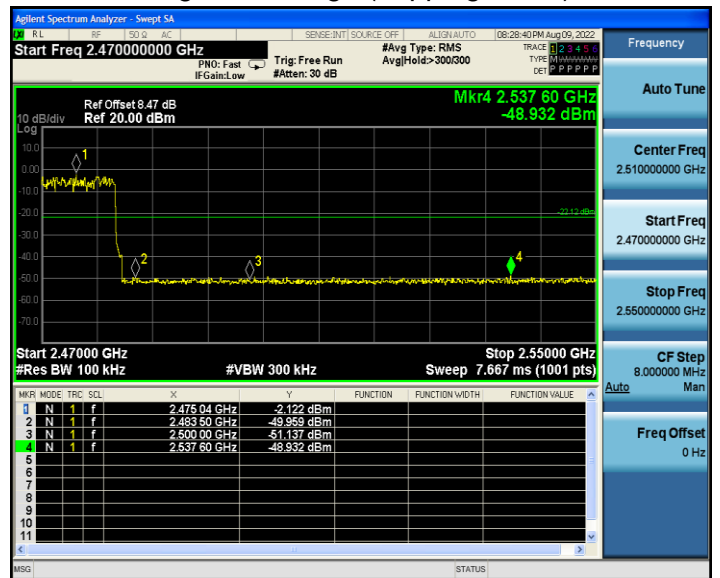 Agilent Spectrum Analyzer - Swept SA
RL RF 50 Ω AC SENSE:INT SOURCE OFF ALIGN AUTO 08:28:40 PM Aug 09, 2022
Start Freq 2.470000000 GHz
PNO: Fast
IFGain:Low
Trig: Free Run
#Atten: 30 dB
#Avg Type: RMS
Avg|Hold:>300/300
TRACE 1 2 3 4 5 6
TYPE M
DET P P P P P P
Frequency
Auto Tune
Center Freq
2.510000000 GHz
Start Freq
2.470000000 GHz
Stop Freq
2.550000000 GHz
CF Step
8.000000 MHz
Auto Man
Freq Offset
0 Hz
Ref Offset 8.47 dB
10 dB/div Ref 20.00 dBm
Log
Mkr4 2.537 60 GHz
-48.932 dBm
10.0
0.00
-10.0
-20.0
-30.0
-40.0
-50.0
-60.0
-70.0
1
2
3
4
-22.12 dBm
Start 2.47000 GHz Stop 2.55000 GHz
#Res BW 100 kHz #VBW 300 kHz Sweep 7.667 ms (1001 pts)
MKR MODE TRC SCL X Y FUNCTION FUNCTION WIDTH FUNCTION VALUE
1 N 1 f 2.475 04 GHz -2.122 dBm
2 N 1 f 2.483 50 GHz -49.959 dBm
3 N 1 f 2.500 00 GHz -51.137 dBm
4 N 1 f 2.537 60 GHz -48.932 dBm
5
6
7
8
9
10
11
MSG STATUS